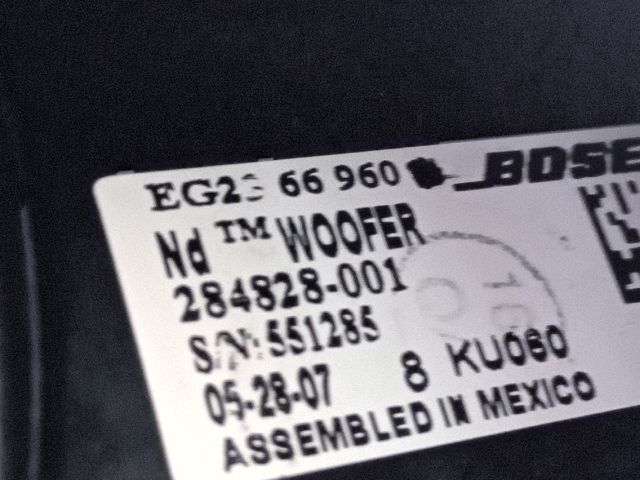 EG23 66 960 BOSE
Nd ™ WOOFER
284828-001
S/N: 551285
05-28-07 8 KU060
ASSEMBLED IN MEXICO